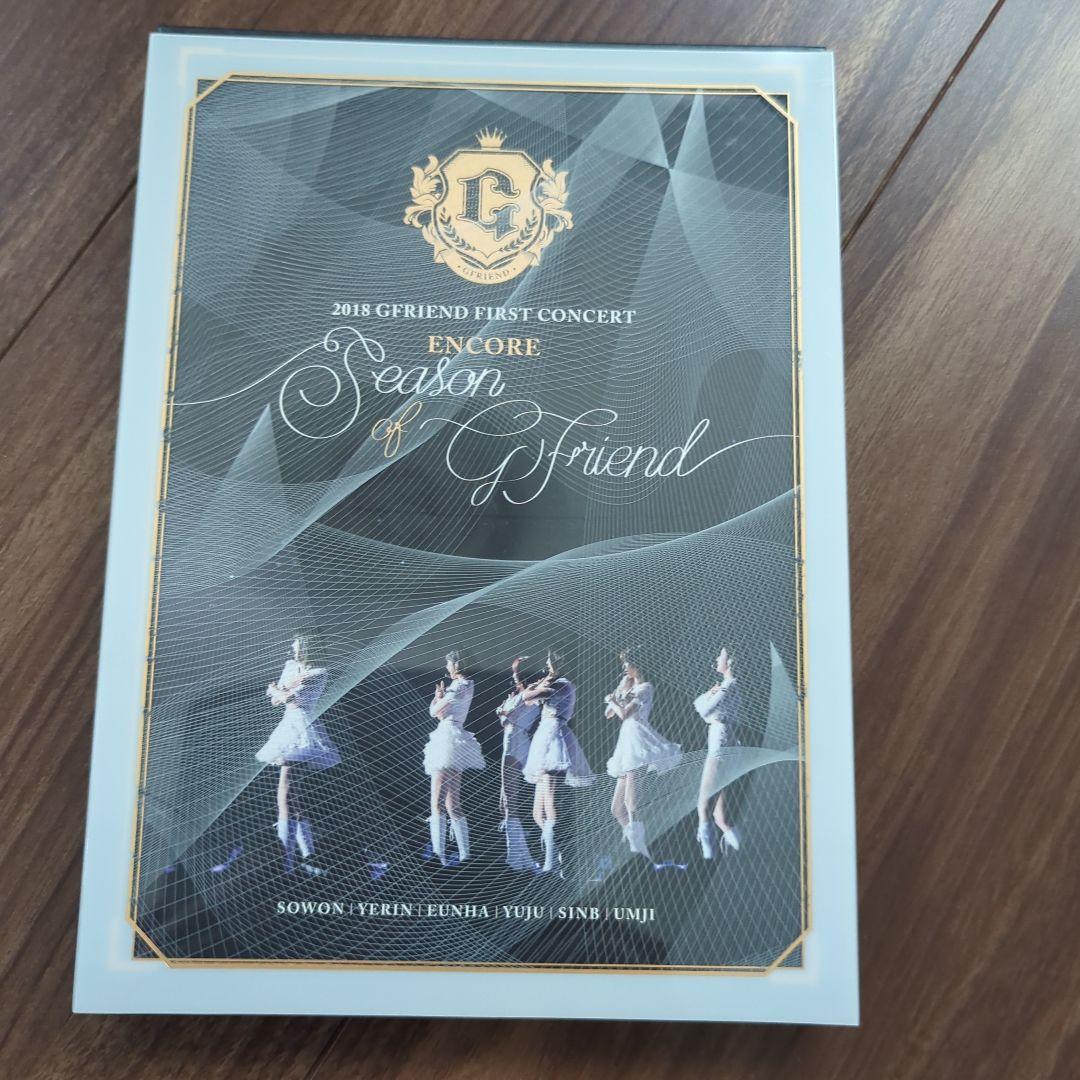 G
• GFRIEND •
2018 GFRIEND FIRST CONCERT
ENCORE
Season
of
GFriend
SOWON | YERIN | EUNHA | YUJU | SINB | UMJI